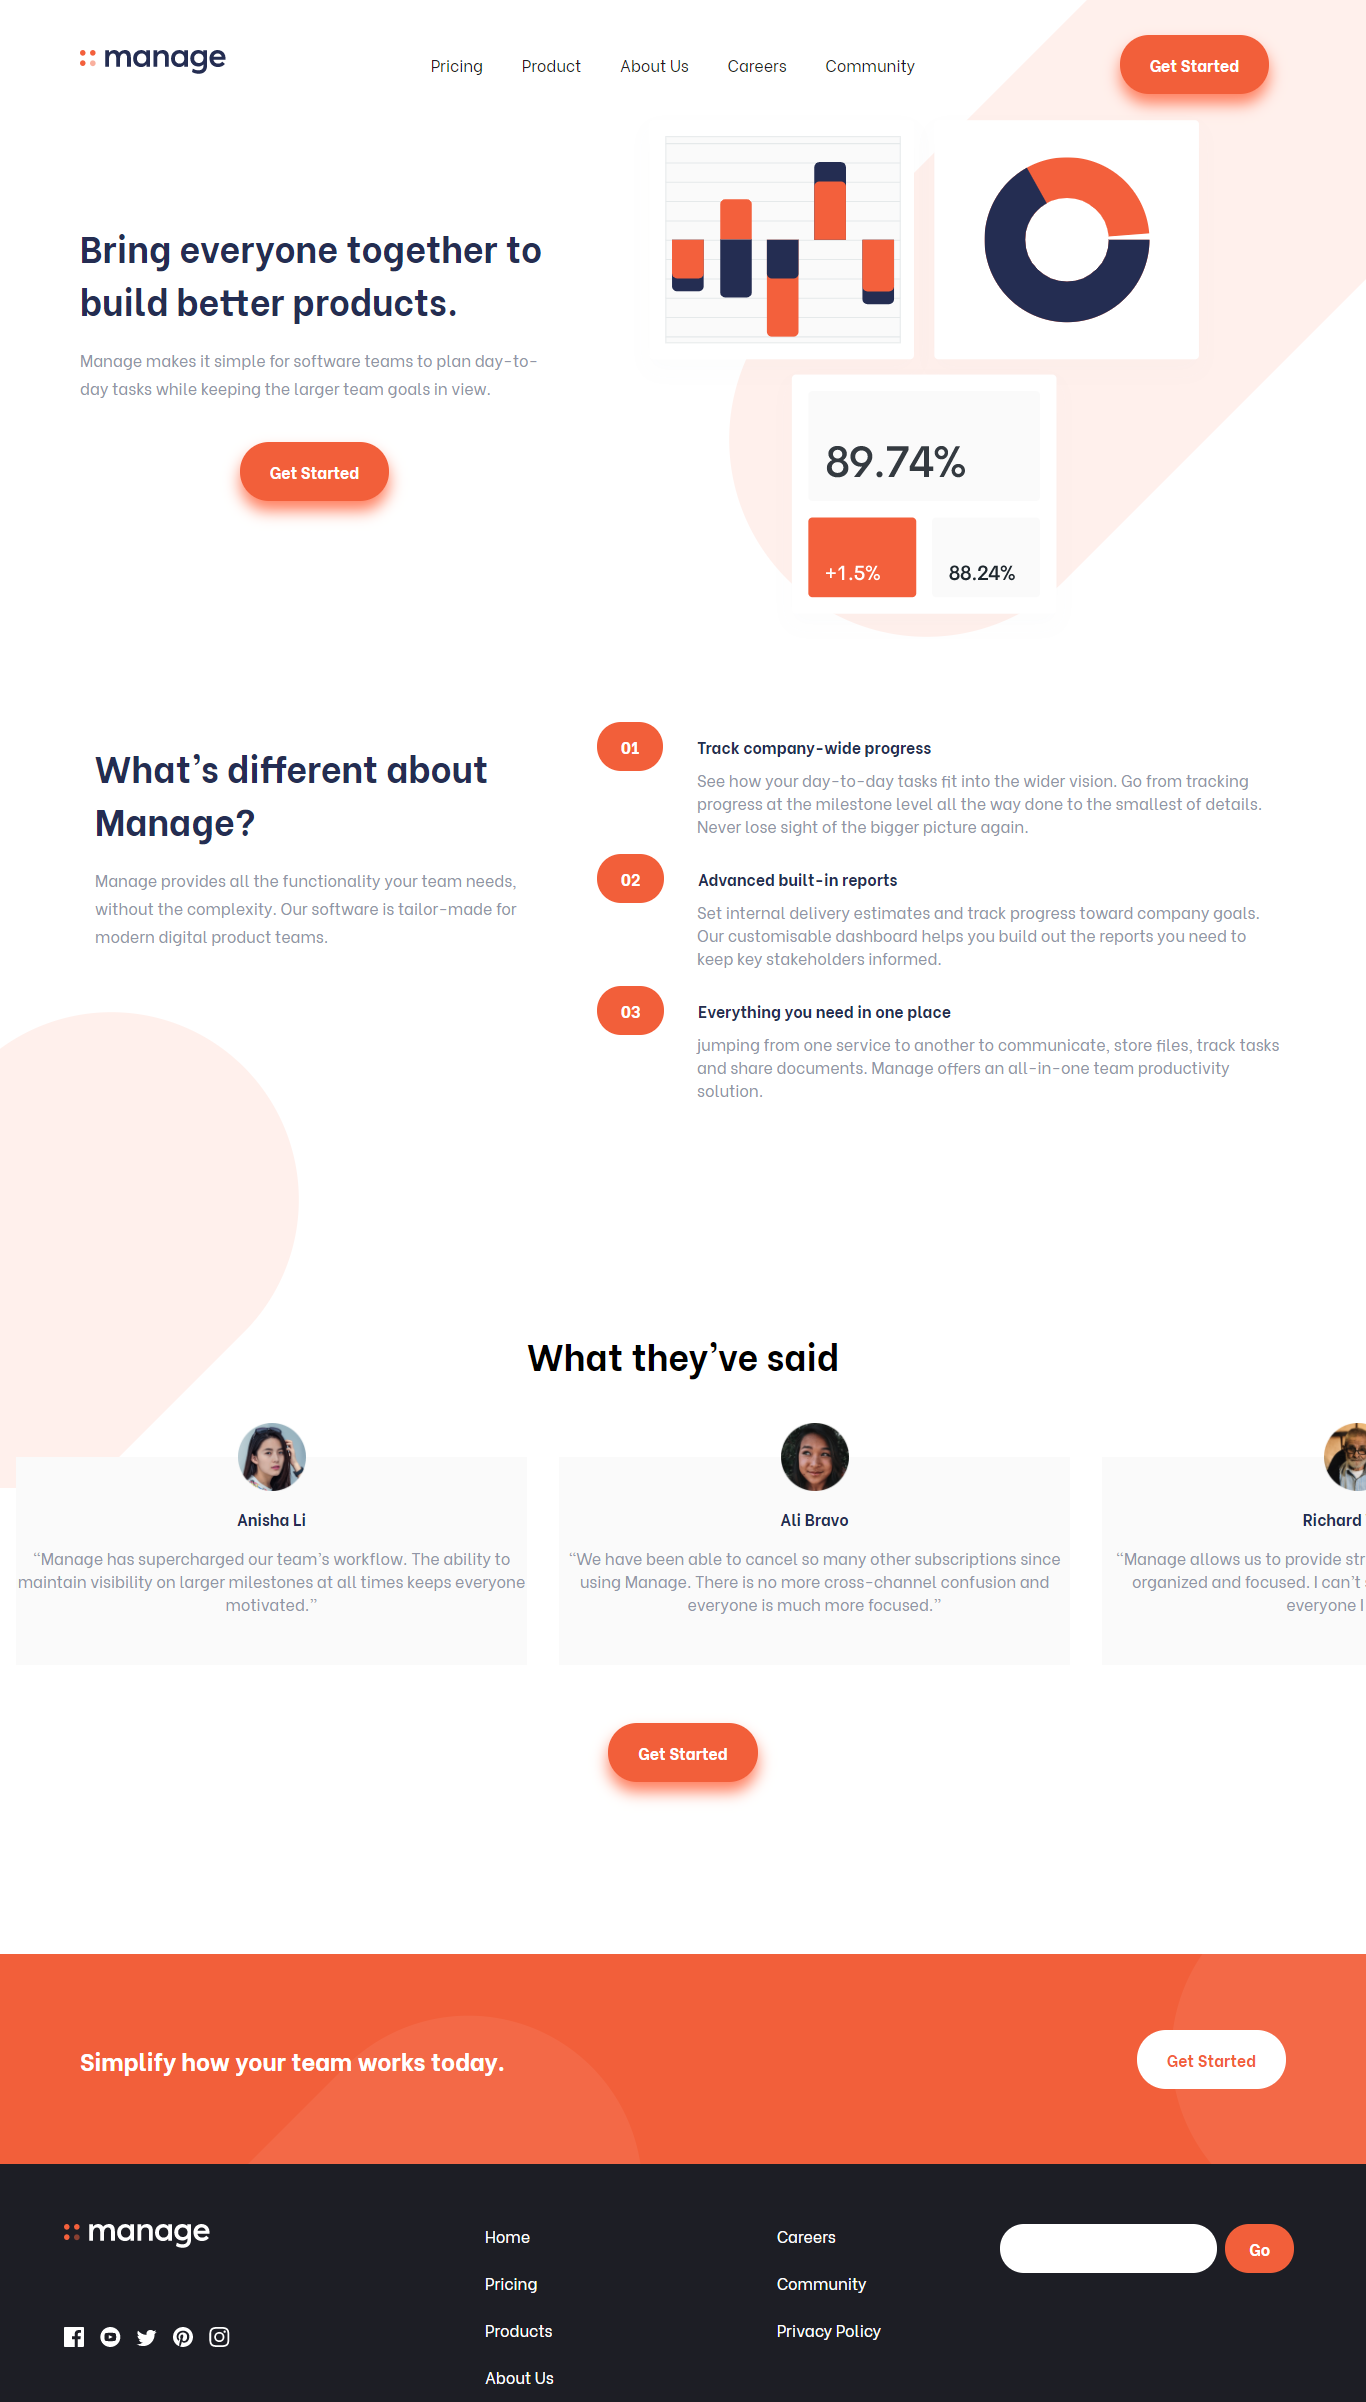 manage
Pricing Product About Us Careers Community
Get Started
Bring everyone together to
build better products.
Manage makes it simple for software teams to plan day-to-
day tasks while keeping the larger team goals in view.
Get Started
89.74%
+1.5%
88.24%
What’s different about
Manage?
Manage provides all the functionality your team needs,
without the complexity. Our software is tailor-made for
modern digital product teams.
01
Track company-wide progress
See how your day-to-day tasks fit into the wider vision. Go from tracking
progress at the milestone level all the way done to the smallest of details.
Never lose sight of the bigger picture again.
02
Advanced built-in reports
Set internal delivery estimates and track progress toward company goals.
Our customisable dashboard helps you build out the reports you need to
keep key stakeholders informed.
03
Everything you need in one place
jumping from one service to another to communicate, store files, track tasks
and share documents. Manage offers an all-in-one team productivity
solution.
What they’ve said
Anisha Li
“Manage has supercharged our team’s workflow. The ability to
maintain visibility on larger milestones at all times keeps everyone
motivated.”
Ali Bravo
“We have been able to cancel so many other subscriptions since
using Manage. There is no more cross-channel confusion and
everyone is much more focused.”
Richard
“Manage allows us to provide str
organized and focused. I can’t
everyone I
Get Started
Simplify how your team works today.
Get Started
manage
Home
Pricing
Products
About Us
Careers
Community
Privacy Policy
Go